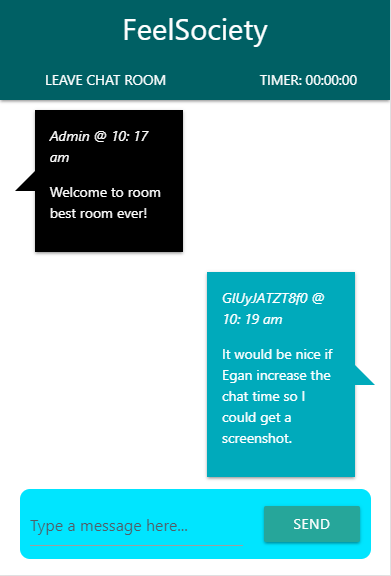 FeelSociety
LEAVE CHAT ROOM
TIMER: 00:00:00
Admin @ 10: 17
am
Welcome to room
best room ever!
GlUyJATZT8f0 @
10: 19 am
It would be nice if
Egan increase the
chat time so I
could get a
screenshot.
Type a message here...
SEND